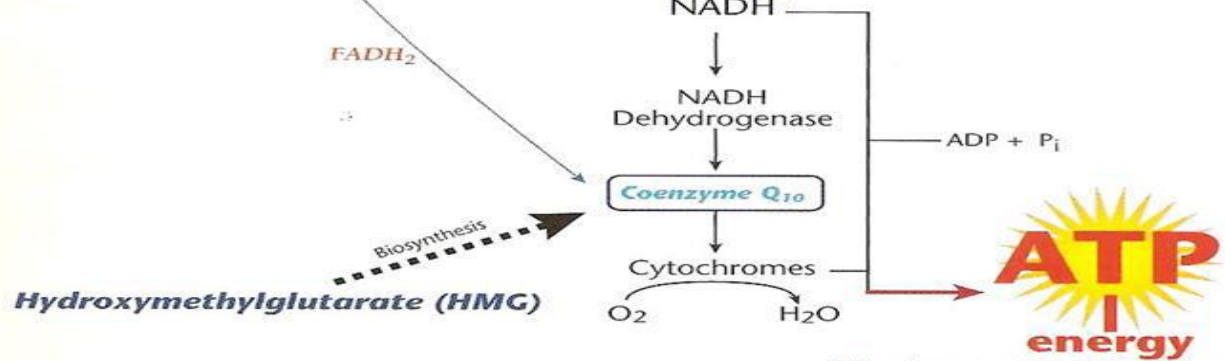 NADH
FADH₂
NADH
Dehydrogenase
ADP + Pᵢ
Coenzyme Q₁₀
Biosynthesis
Cytochromes
Hydroxymethylglutarate (HMG)
O₂
H₂O
ATP
energy